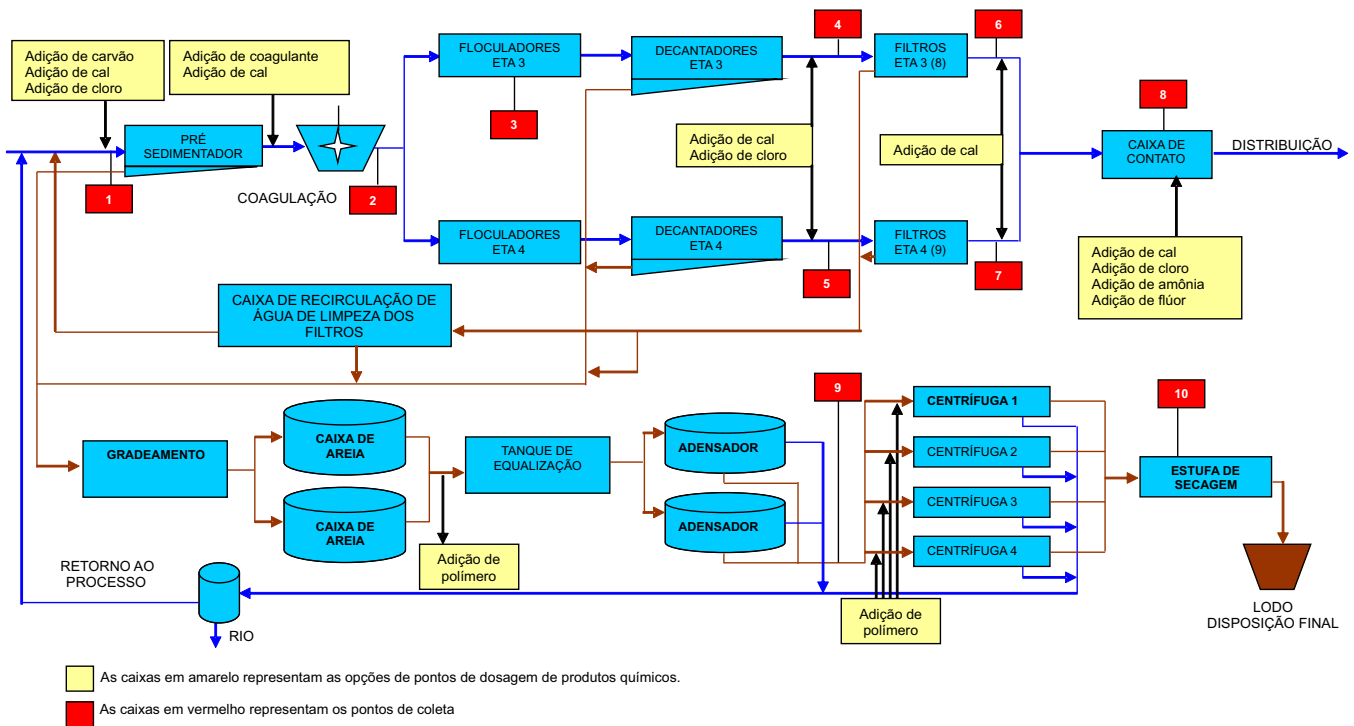 4
6
Adição de carvão
Adição de cal
Adição de cloro
Adição de coagulante
Adição de cal
FLOCULADORES
ETA 3
DECANTADORES
ETA 3
FILTROS
ETA 3 (8)
8
3
PRÉ
SEDIMENTADOR
Adição de cal
Adição de cloro
Adição de cal
CAIXA DE
CONTATO
DISTRIBUIÇÃO
1
COAGULAÇÃO
2
FLOCULADORES
ETA 4
DECANTADORES
ETA 4
FILTROS
ETA 4 (9)
5
7
Adição de cal
Adição de cloro
Adição de amônia
Adição de flúor
CAIXA DE RECIRCULAÇÃO DE
ÁGUA DE LIMPEZA DOS
FILTROS
9
10
GRADEAMENTO
CAIXA DE
AREIA
CAIXA DE
AREIA
TANQUE DE
EQUALIZAÇÃO
ADENSADOR
ADENSADOR
CENTRÍFUGA 1
CENTRÍFUGA 2
CENTRÍFUGA 3
CENTRÍFUGA 4
ESTUFA DE
SECAGEM
Adição de
polímero
RETORNO AO
PROCESSO
RIO
Adição de
polímero
LODO
DISPOSIÇÃO FINAL
As caixas em amarelo representam as opções de pontos de dosagem de produtos químicos.
As caixas em vermelho representam os pontos de coleta